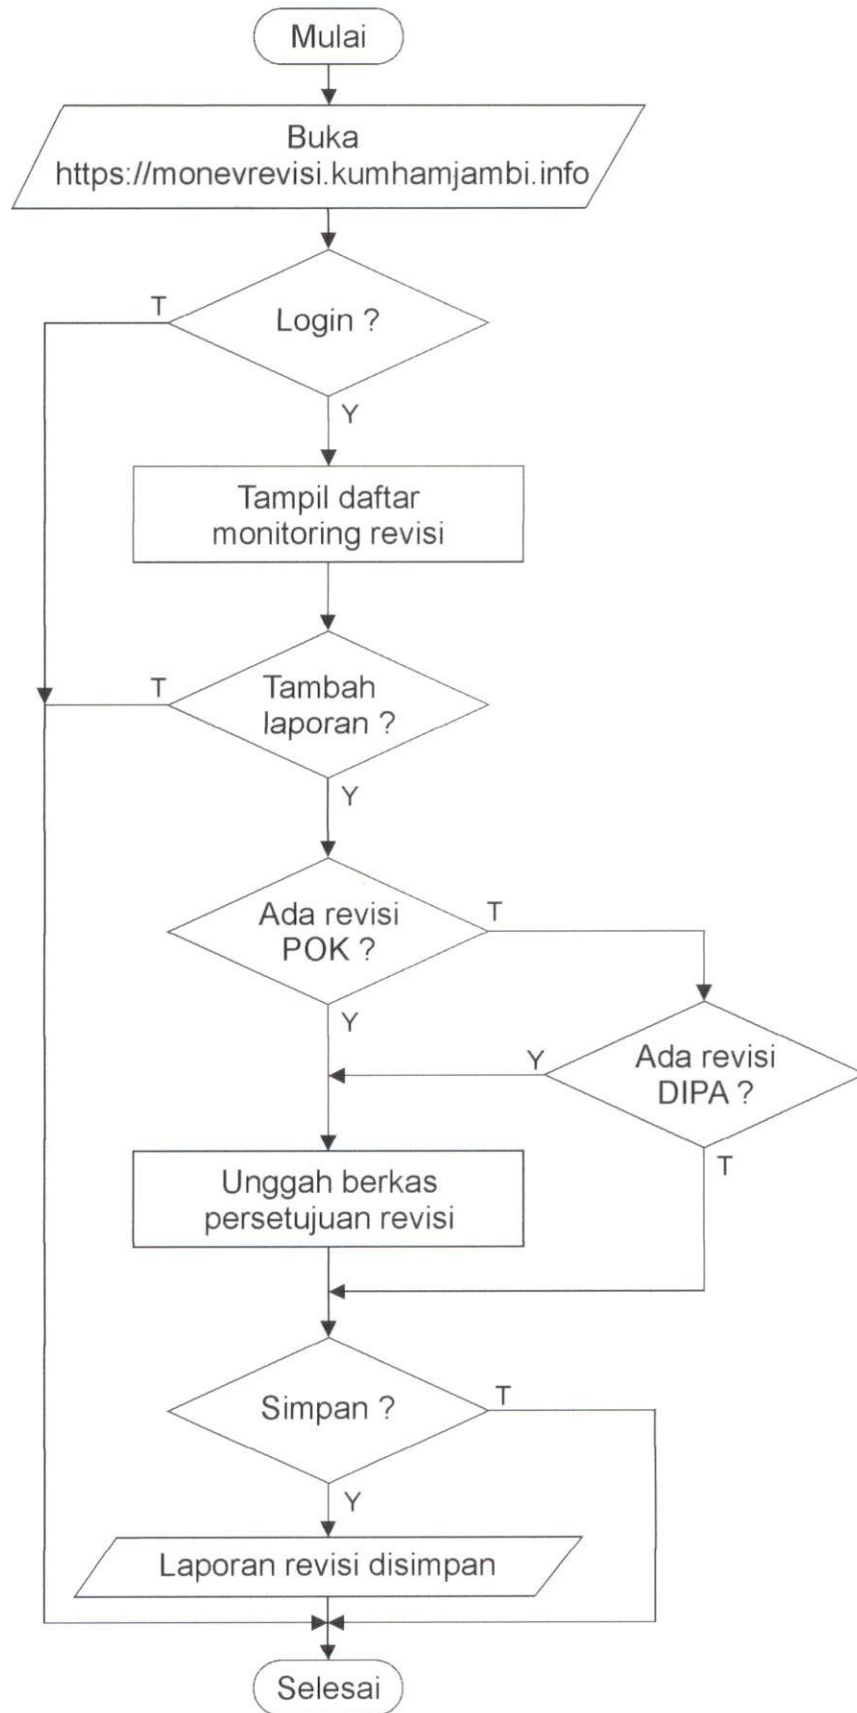 Mulai
Buka
https://monevrevisi.kumhamjambi.info
T
Login ?
Y
Tampil daftar
monitoring revisi
T
Tambah
laporan ?
Y
Ada revisi
POK ?
T
Y
Y
Ada revisi
DIPA ?
T
Unggah berkas
persetujuan revisi
Simpan ?
T
Y
Laporan revisi disimpan
Selesai